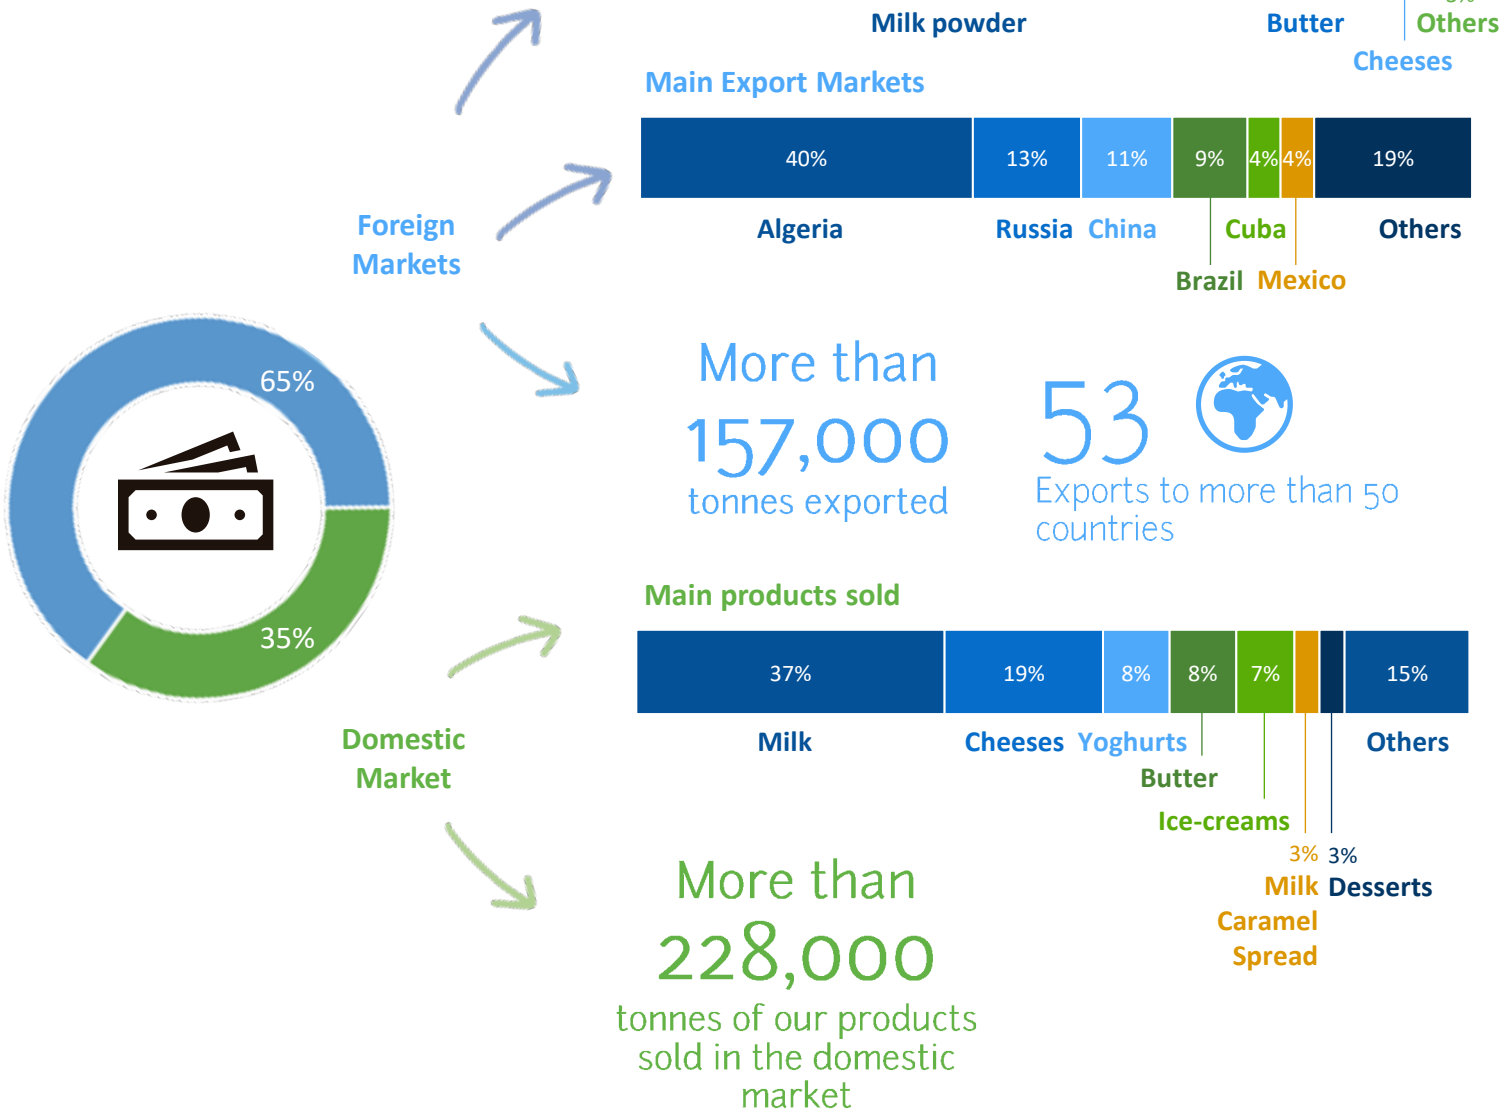 Milk powder
Butter
Others
Cheeses
Main Export Markets
40%
13%
11%
9%
4%
4%
19%
Algeria
Russia
China
Cuba
Others
Brazil
Mexico
Foreign
Markets
65%
35%
More than
157,000
tonnes exported
53
Exports to more than 50
countries
Main products sold
37%
19%
8%
8%
7%
15%
Milk
Cheeses
Yoghurts
Others
Butter
Ice-creams
3%
3%
Milk
Caramel
Spread
Desserts
Domestic
Market
More than
228,000
tonnes of our products
sold in the domestic
market